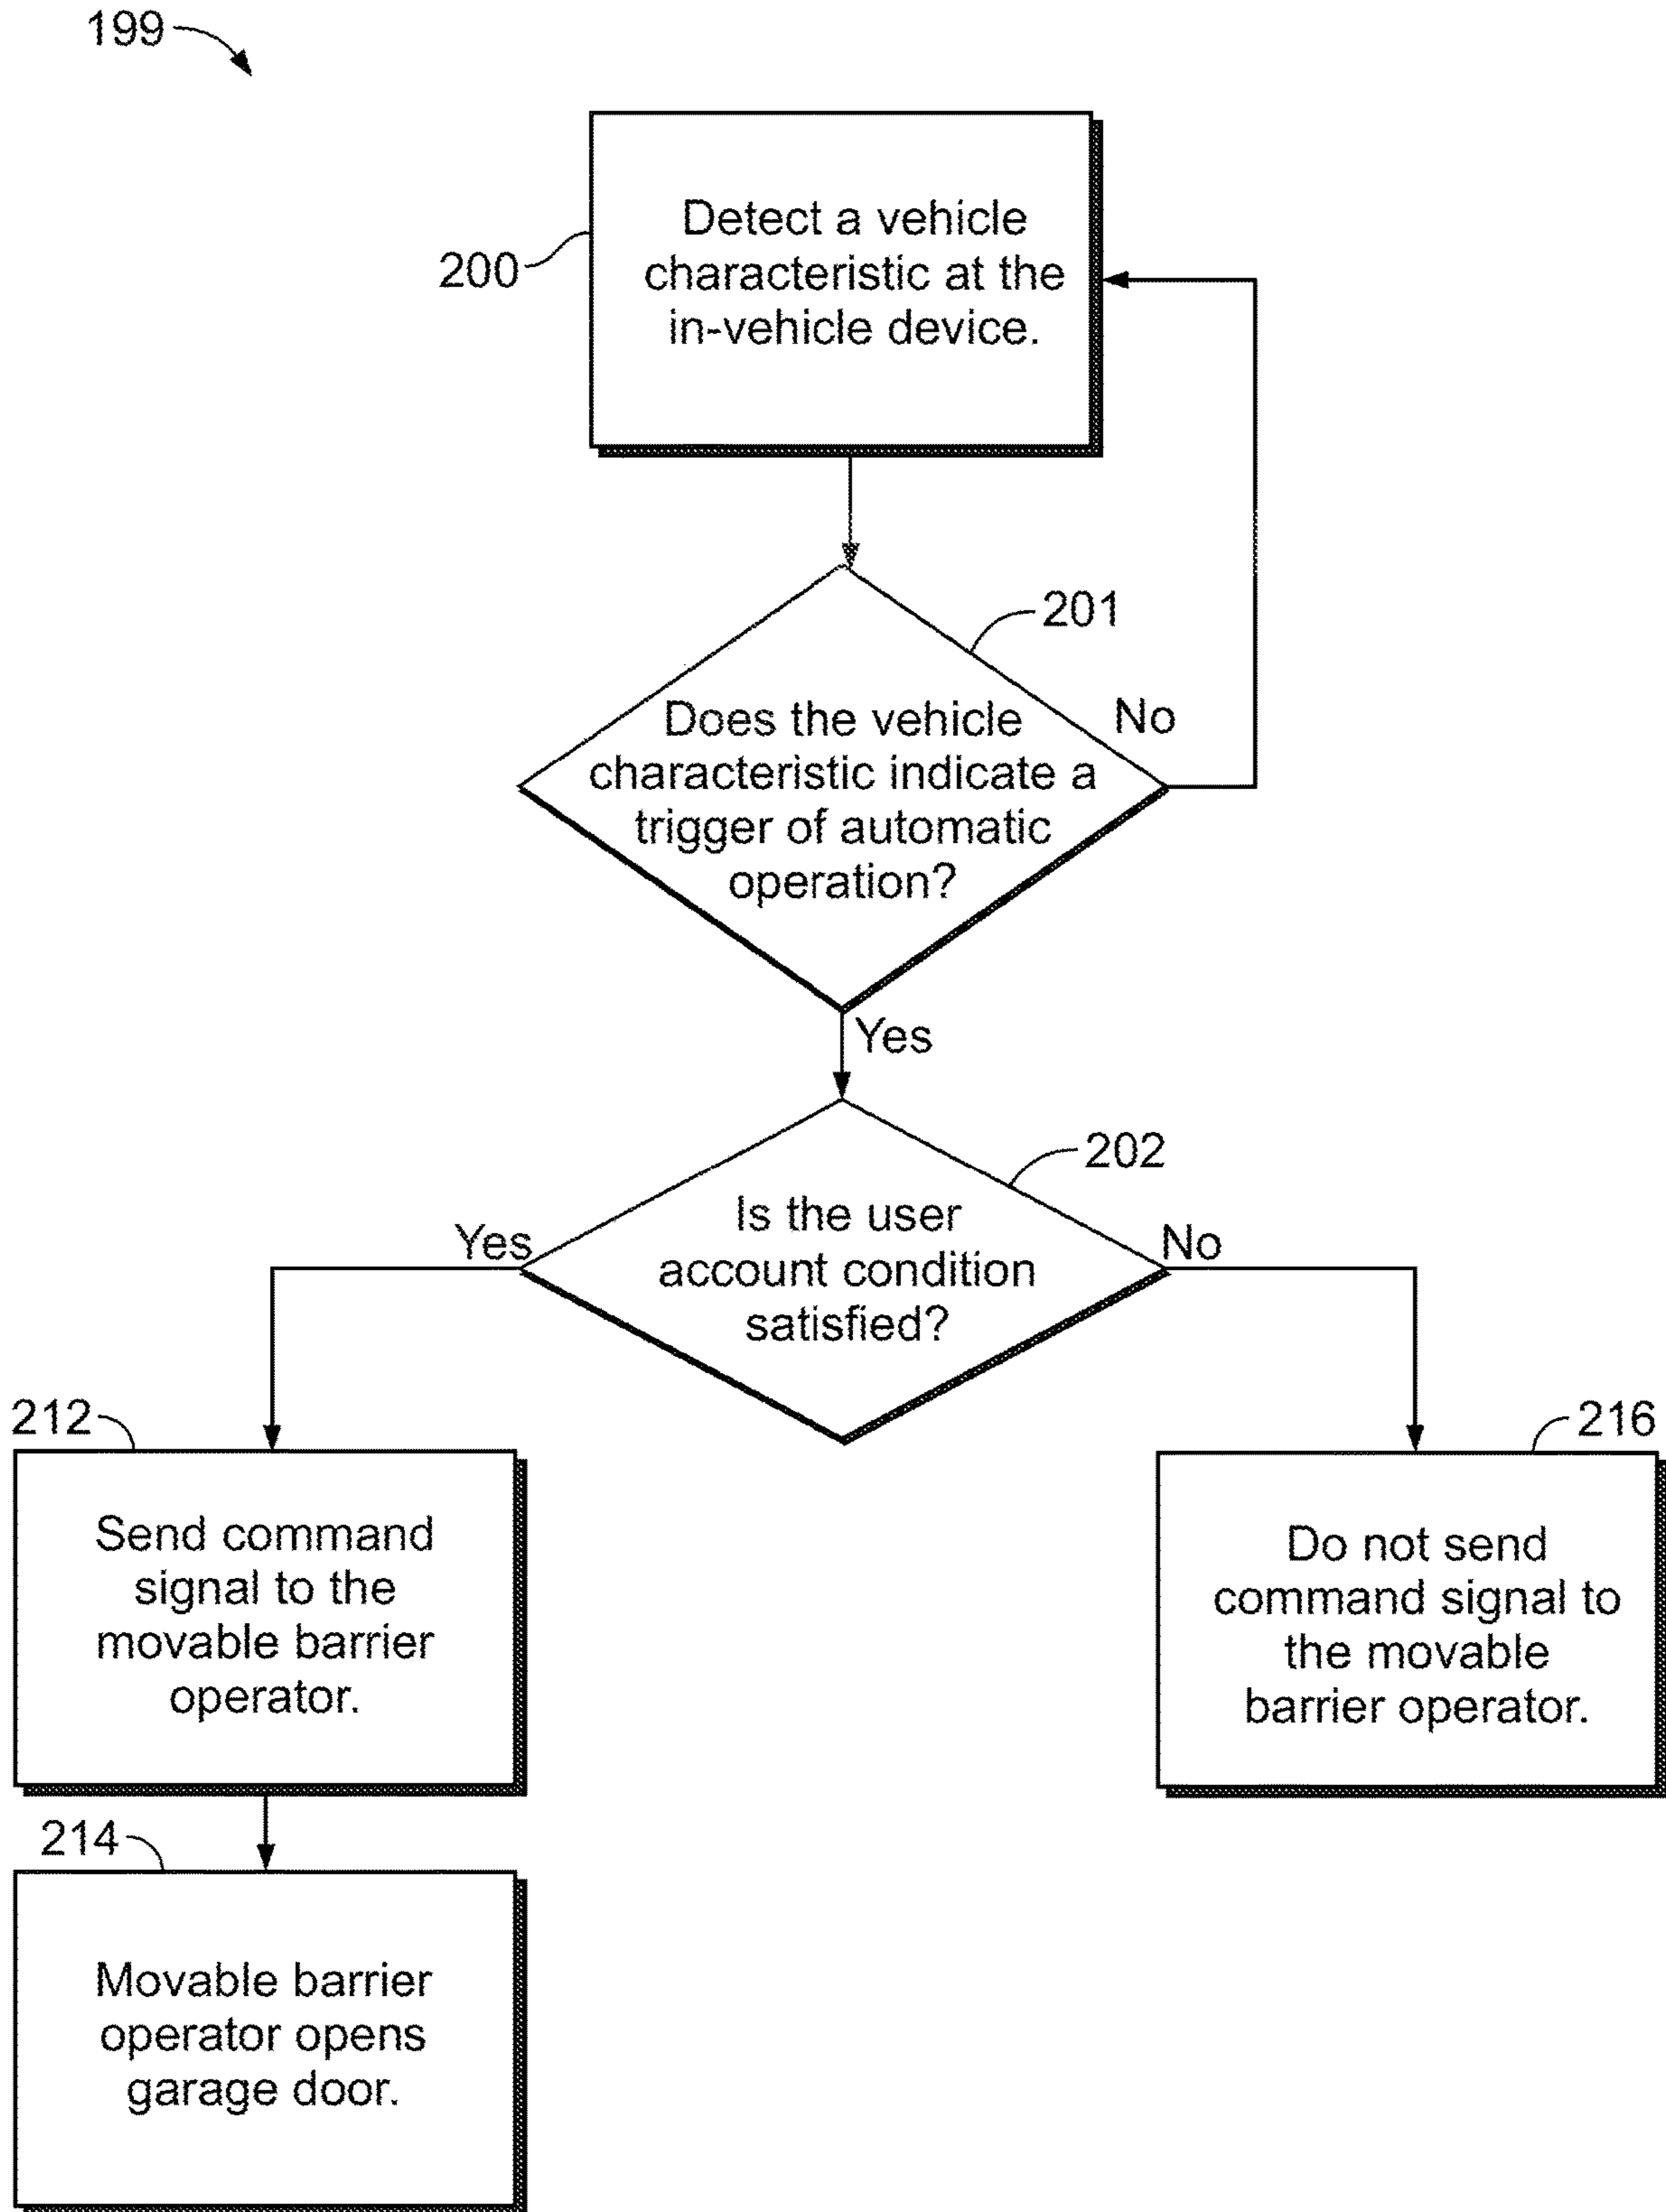 199
200
Detect a vehicle
characteristic at the
in-vehicle device.
201
Does the vehicle
characteristic indicate a
trigger of automatic
operation?
No
Yes
202
Is the user
account condition
satisfied?
Yes
No
212
Send command
signal to the
movable barrier
operator.
216
Do not send
command signal to
the movable
barrier operator.
214
Movable barrier
operator opens
garage door.